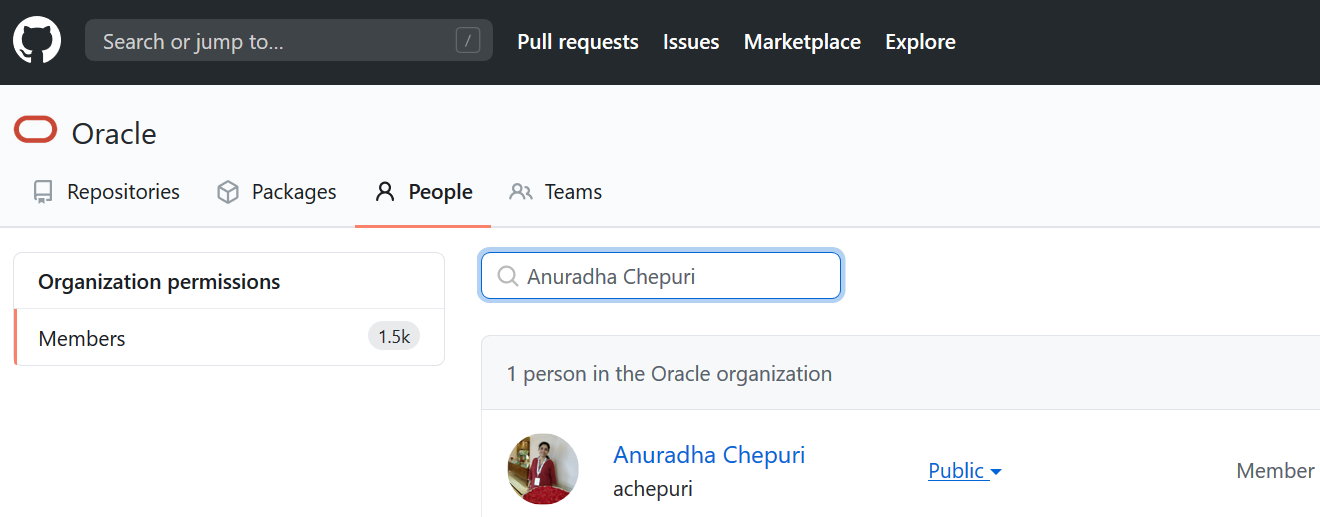 Search or jump to... /
Pull requests Issues Marketplace Explore
Oracle
Repositories Packages People Teams
Organization permissions
Members 1.5k
Anuradha Chepuri
1 person in the Oracle organization
Anuradha Chepuri
achepuri
Public
Member